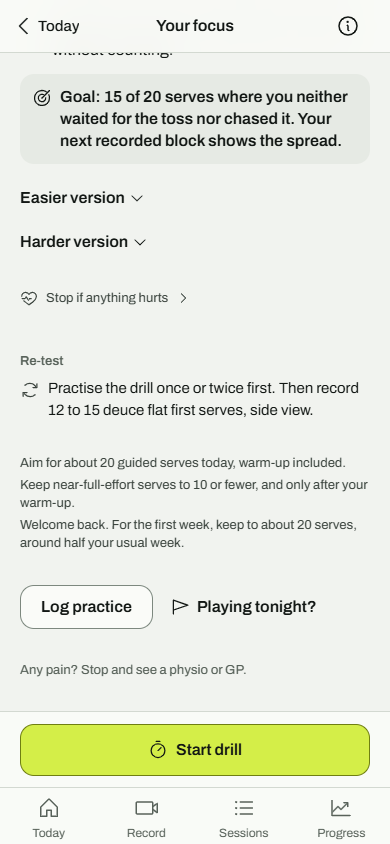 Today
Your focus
without counting.
Goal: 15 of 20 serves where you neither
waited for the toss nor chased it. Your
next recorded block shows the spread.
Easier version
Harder version
Stop if anything hurts
Re-test
Practise the drill once or twice first. Then record
12 to 15 deuce flat first serves, side view.
Aim for about 20 guided serves today, warm-up included.
Keep near-full-effort serves to 10 or fewer, and only after your
warm-up.
Welcome back. For the first week, keep to about 20 serves,
around half your usual week.
Log practice
Playing tonight?
Any pain? Stop and see a physio or GP.
Start drill
Today
Record
Sessions
Progress